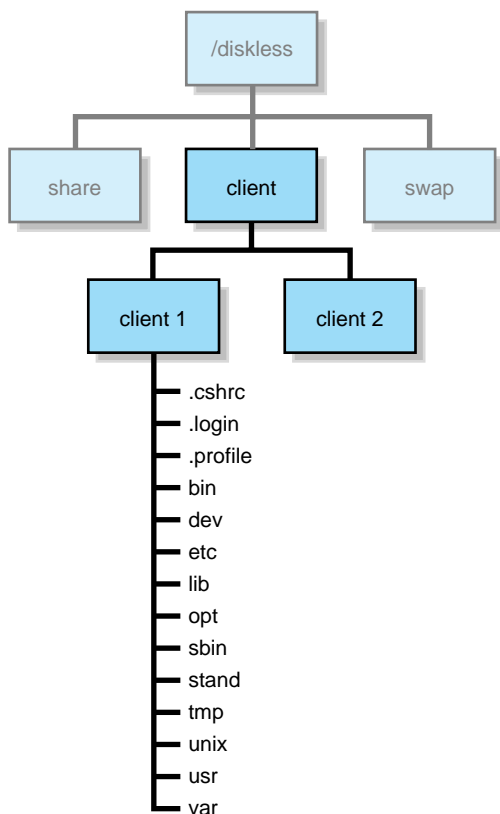 /diskless
share
client
swap
client 1
client 2
.cshrc
.login
.profile
bin
dev
etc
lib
opt
sbin
stand
tmp
unix
usr
var